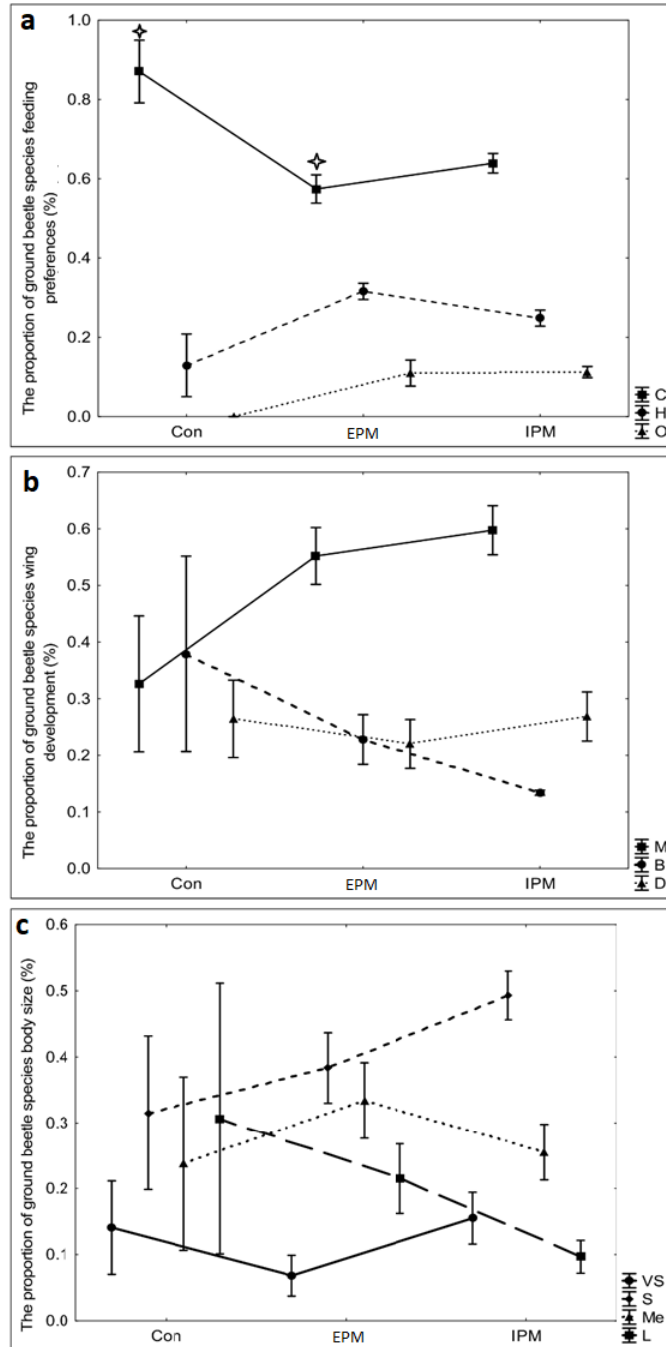 a
The proportion of ground beetle species feeding
preferences (%)
1.0
0.8
0.6
0.4
0.2
0.0
Con
EPM
IPM
C
H
O
b
The proportion of ground beetle species wing
development (%)
0.7
0.6
0.5
0.4
0.3
0.2
0.1
0.0
Con
EPM
IPM
M
B
D
c
The proportion of ground beetle species body size (%)
0.6
0.5
0.4
0.3
0.2
0.1
0.0
Con
EPM
IPM
VS
S
Me
L